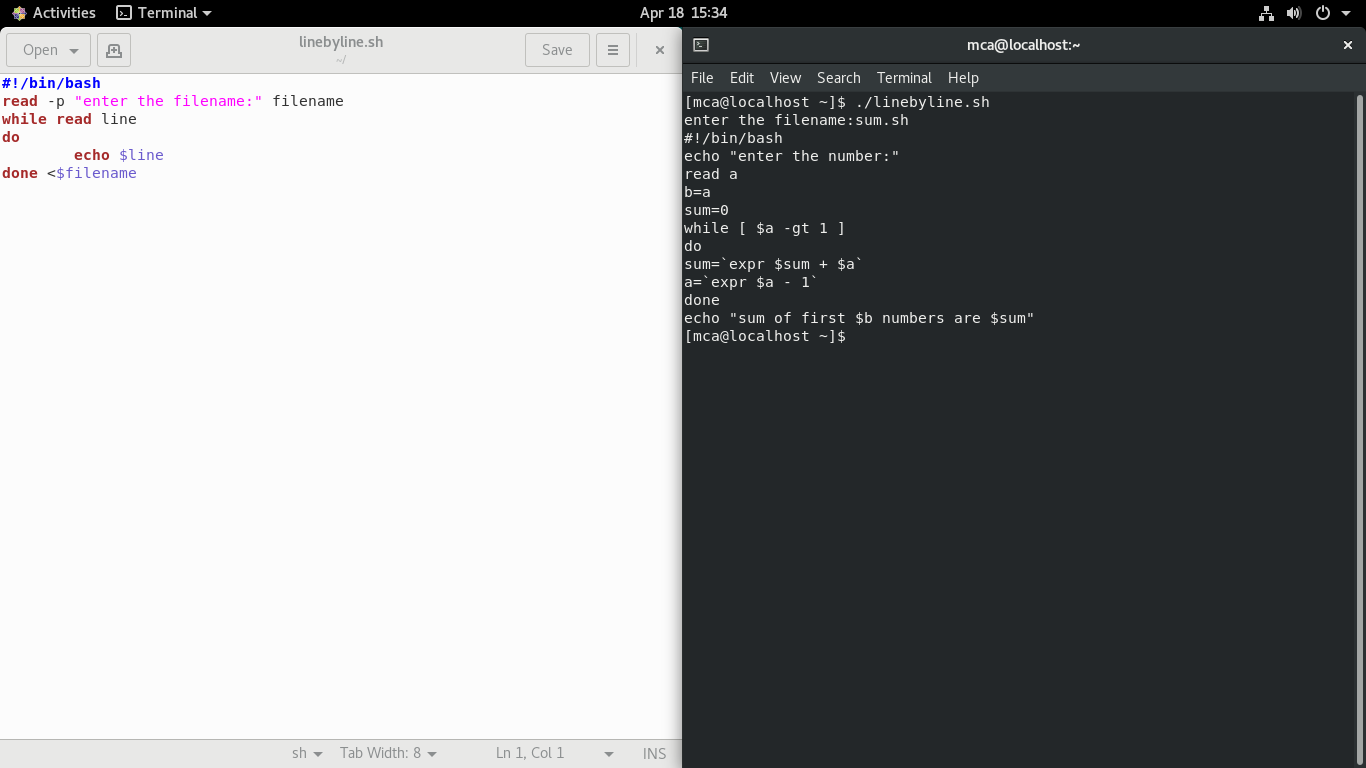 Activities Terminal Apr 18 15:34
Open linebyline.sh Save
~/
#!/bin/bash
read -p "enter the filename:" filename
while read line
do
        echo $line
done <$filename
sh Tab Width: 8 Ln 1, Col 1 INS
mca@localhost:~
File Edit View Search Terminal Help
[mca@localhost ~]$ ./linebyline.sh
enter the filename:sum.sh
#!/bin/bash
echo "enter the number:"
read a
b=a
sum=0
while [ $a -gt 1 ]
do
sum=`expr $sum + $a`
a=`expr $a - 1`
done
echo "sum of first $b numbers are $sum"
[mca@localhost ~]$